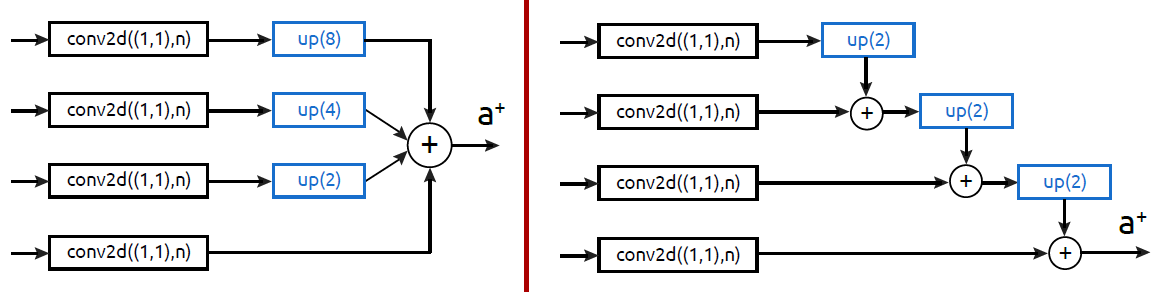 conv2d((1,1),n)
up(8)
conv2d((1,1),n)
up(4)
conv2d((1,1),n)
up(2)
conv2d((1,1),n)
+
a+
conv2d((1,1),n)
up(2)
conv2d((1,1),n)
+
up(2)
conv2d((1,1),n)
+
up(2)
conv2d((1,1),n)
+
a+